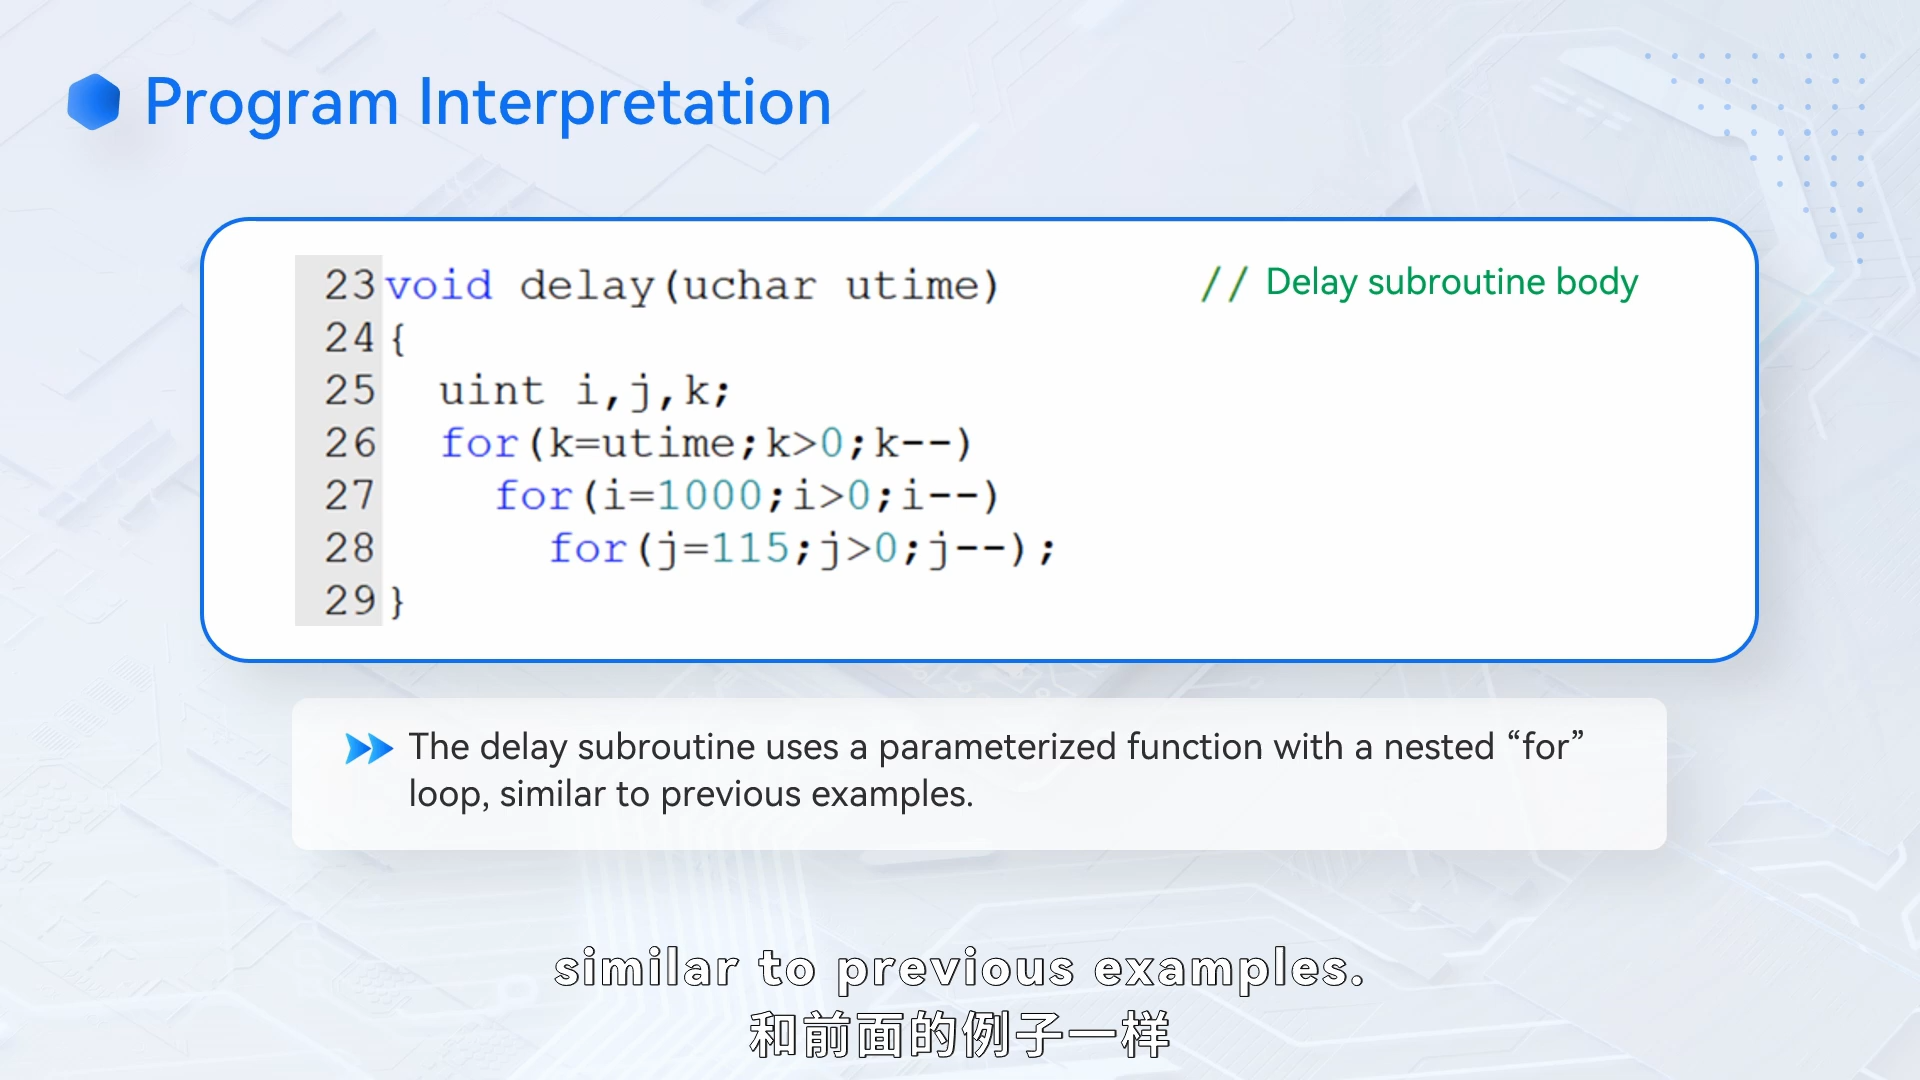 Program Interpretation
23 void delay(uchar utime) // Delay subroutine body
24 {
25 uint i,j,k;
26 for(k=utime;k>0;k--)
27 for(i=1000;i>0;i--)
28 for(j=115;j>0;j--);
29 }
The delay subroutine uses a parameterized function with a nested “for”
loop, similar to previous examples.
similar to previous examples.
和前面的例子一样